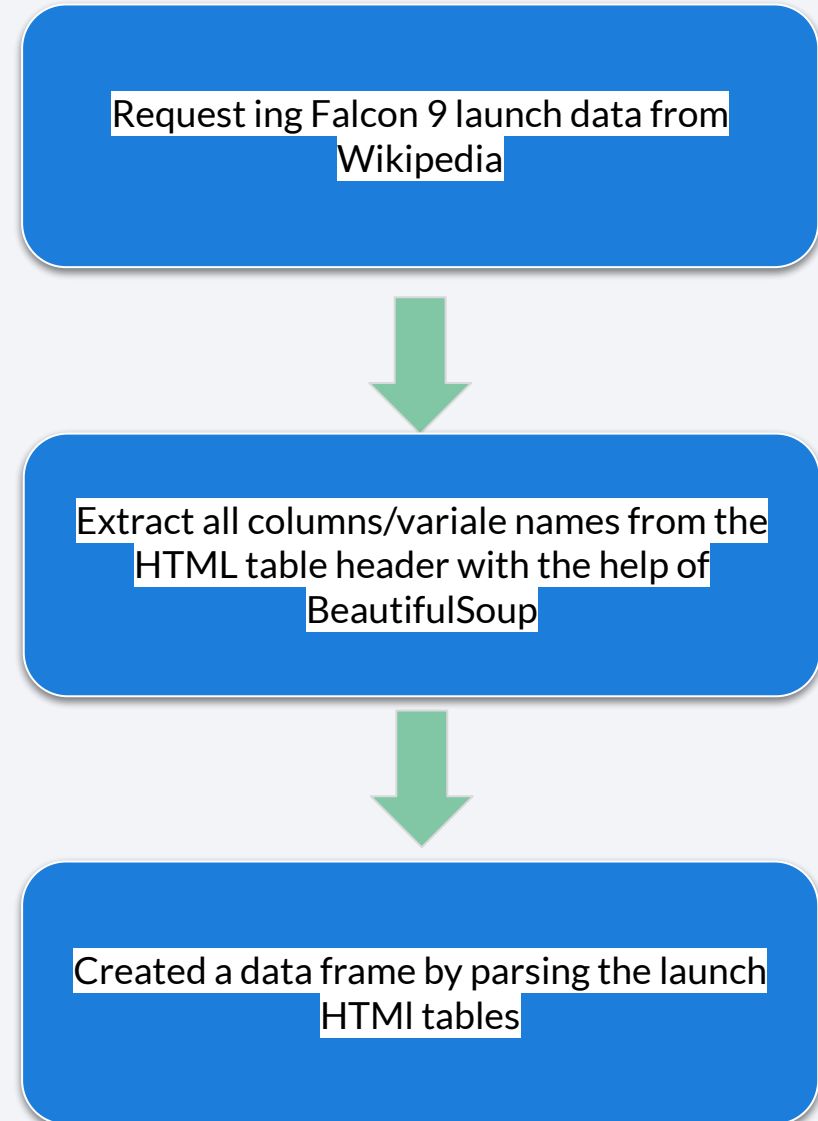 Request ing Falcon 9 launch data from
Wikipedia
Extract all columns/variale names from the
HTML table header with the help of
BeautifulSoup
Created a data frame by parsing the launch
HTMl tables